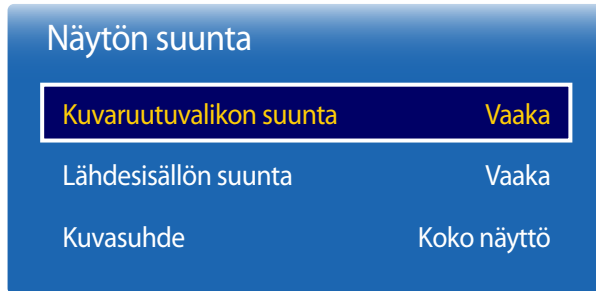 Näytön suunta
Kuvaruutuvalikon suunta Vaaka
Lähdesisällön suunta Vaaka
Kuvasuhde Koko näyttö